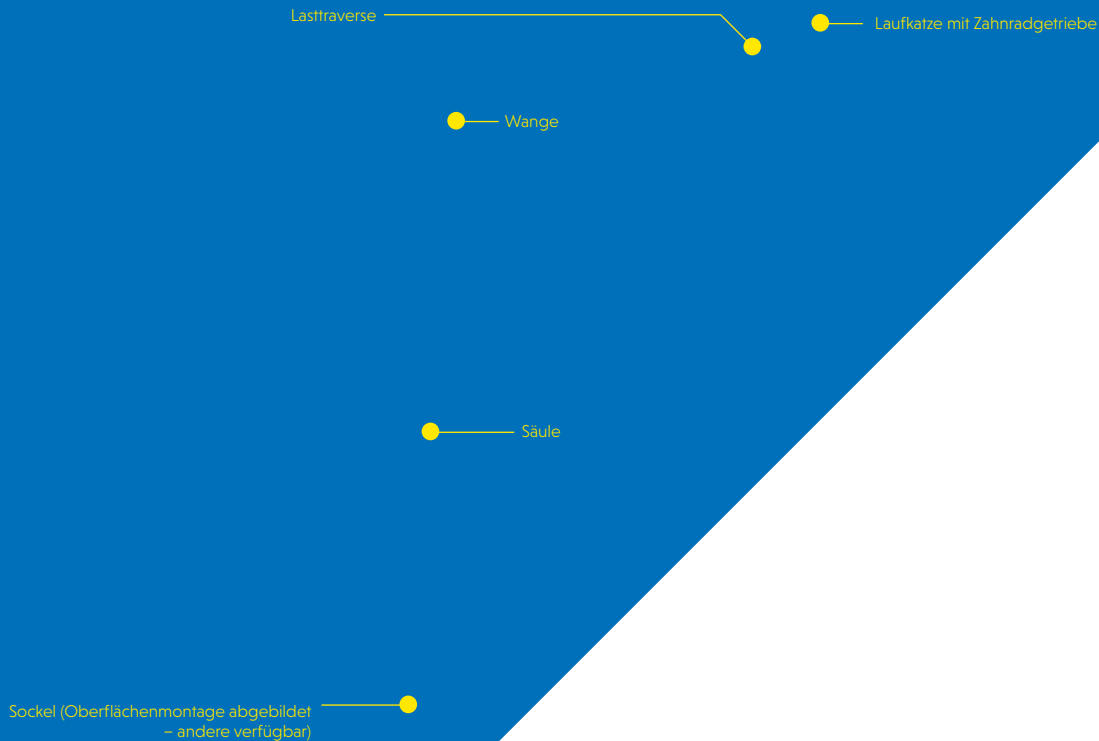 Lasttraverse
Laufkatze mit Zahnradgetriebe
Wange
Säule
Sockel (Oberflächenmontage abgebildet
– andere verfügbar)